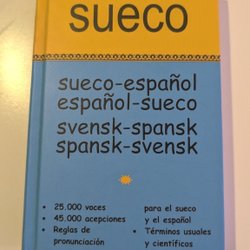 sueco
sueco-español
español-sueco
svensk-spansk
spansk-svensk
• 25.000 voces
• 45.000 acepciones
• Reglas de
pronunciación
para el sueco
y el español
• Términos usuales
y científicos